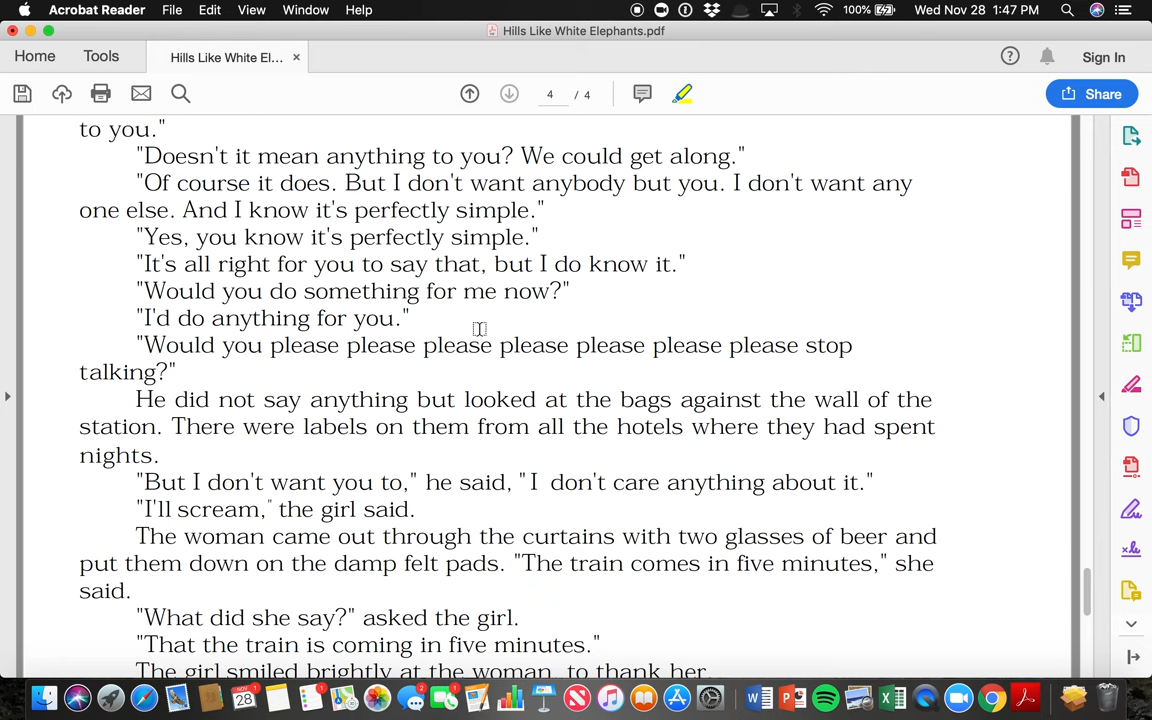 Acrobat Reader File Edit View Window Help 100% Wed Nov 28 1:47 PM
Hills Like White Elephants.pdf
Home Tools Hills Like White El... × Sign In
4 / 4 Share
to you."
"Doesn't it mean anything to you? We could get along."
"Of course it does. But I don't want anybody but you. I don't want any
one else. And I know it's perfectly simple."
"Yes, you know it's perfectly simple."
"It's all right for you to say that, but I do know it."
"Would you do something for me now?"
"I'd do anything for you."
"Would you please please please please please please please stop
talking?"
He did not say anything but looked at the bags against the wall of the
station. There were labels on them from all the hotels where they had spent
nights.
"But I don't want you to," he said, "I don't care anything about it."
"I'll scream," the girl said.
The woman came out through the curtains with two glasses of beer and
put them down on the damp felt pads. "The train comes in five minutes," she
said.
"What did she say?" asked the girl.
"That the train is coming in five minutes."
The girl smiled brightly at the woman, to thank her.
NOV 28